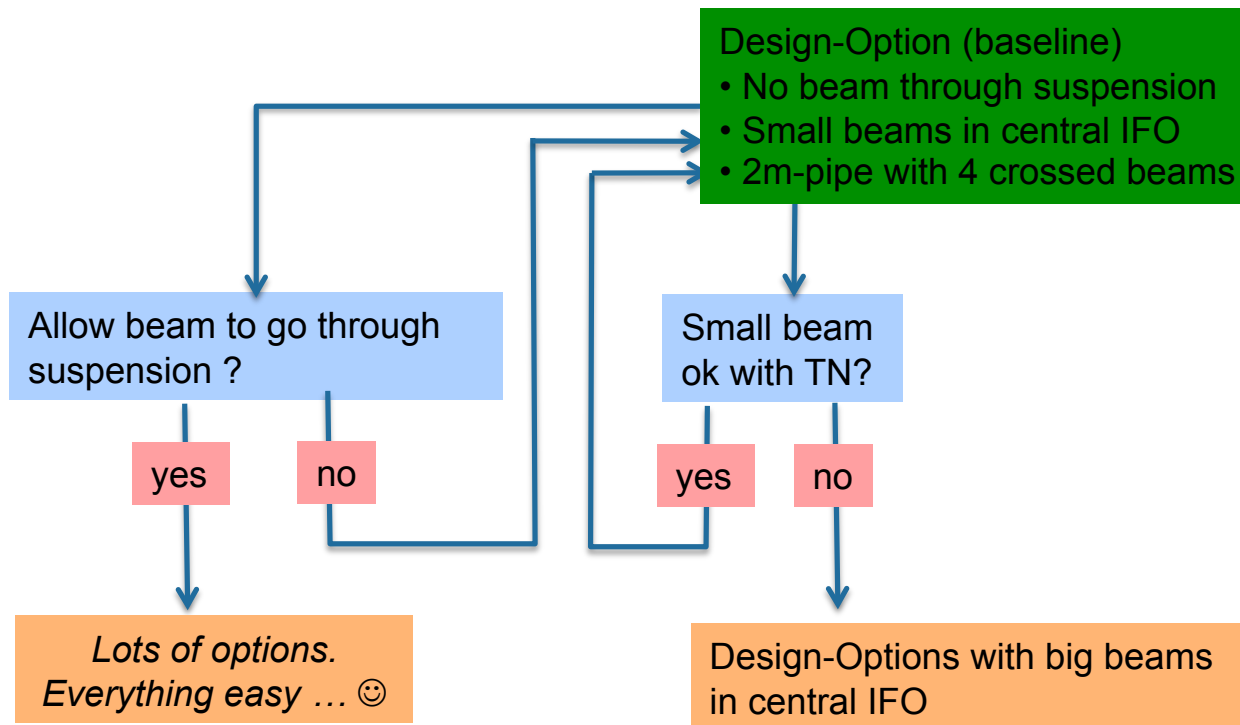 Design-Option (baseline)
• No beam through suspension
• Small beams in central IFO
• 2m-pipe with 4 crossed beams
Allow beam to go through
suspension ?
Small beam
ok with TN?
yes
no
yes
no
Lots of options.
Everything easy … ☺
Design-Options with big beams
in central IFO